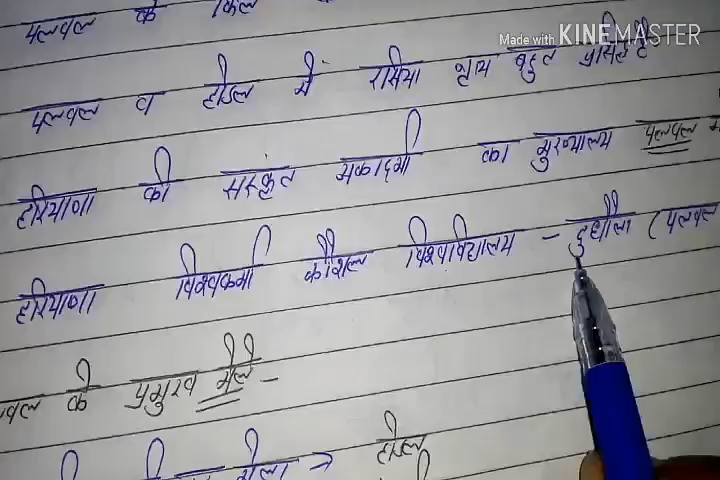 पलवल के किले
Made with KINEMASTER
पलवल व होडल में रसिया गाय बहुत प्रसिद्ध है
हरियाणा की संस्कृत अकादमी का मुख्यालय पलवल में
हरियाणा विश्वकर्मा कौशल विश्वविद्यालय - दुधौला (पलवल
पलवल के प्रमुख मेले -
मेला → होडल